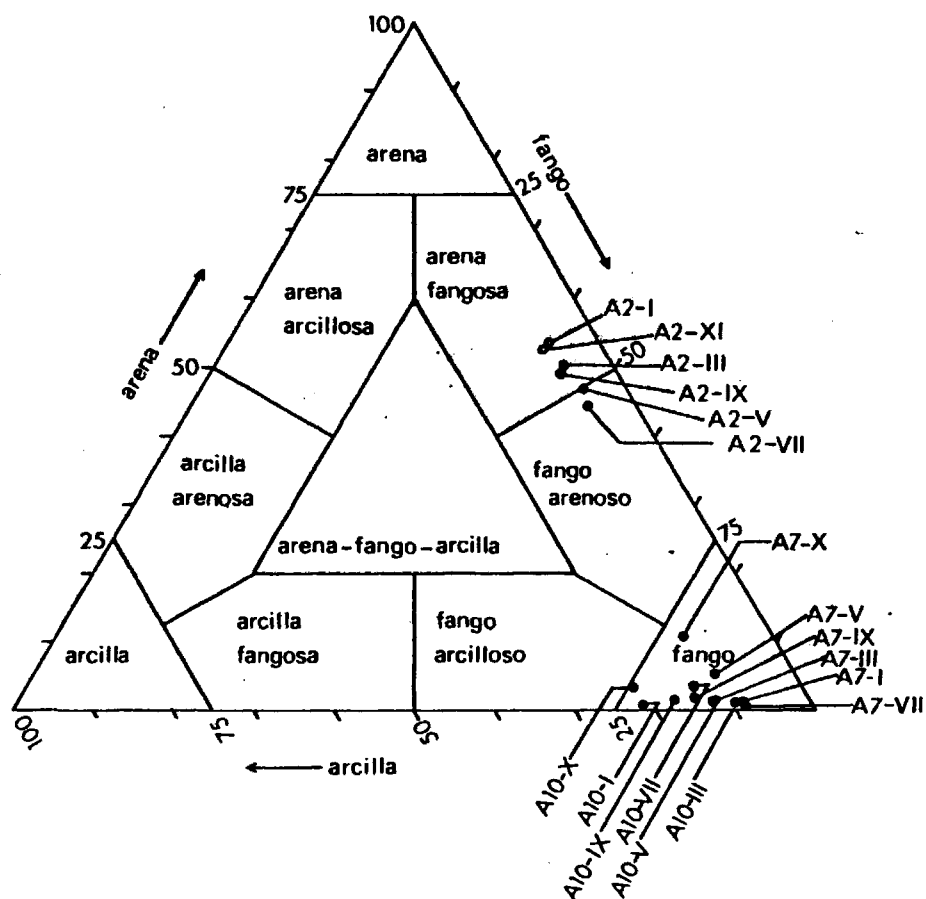 100
arena
fango
75
25
arena
fangosa
arena
arcillosa
A2-I
A2-XI
arena
50
50
A2-III
A2-IX
A2-V
A2-VII
arcilla
arenosa
fango
arenoso
25
arena-fango-arcilla
75
A7-X
arcilla
arcilla
fangosa
fango
arcilloso
fango
A7-V
A7-IX
A7-III
A7-I
A7-VII
100
75
50
25
arcilla
A10-X
A10-I
A10-IX
A10-VII
A10-V
A10-III